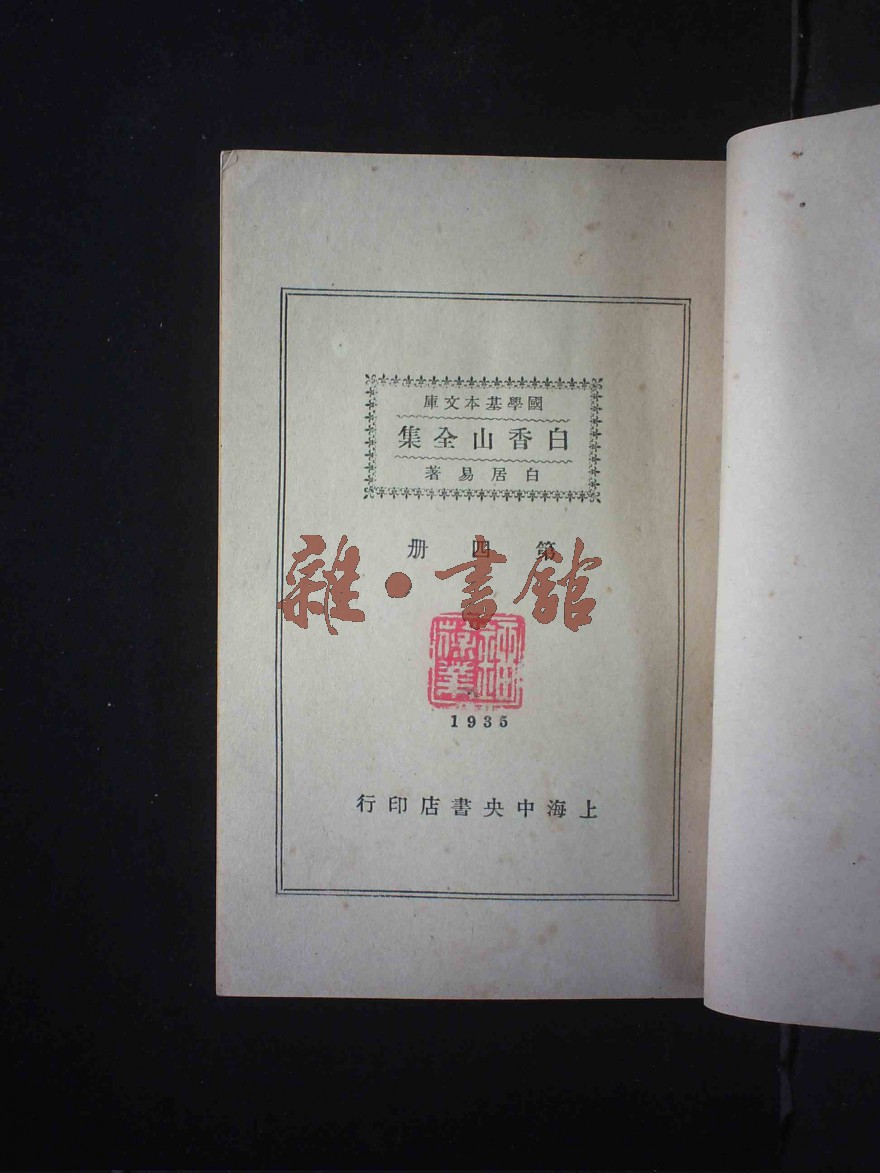 國學基本文庫
白香山全集
白居易著
第四册
雜·書館
1935
上海中央書店印行